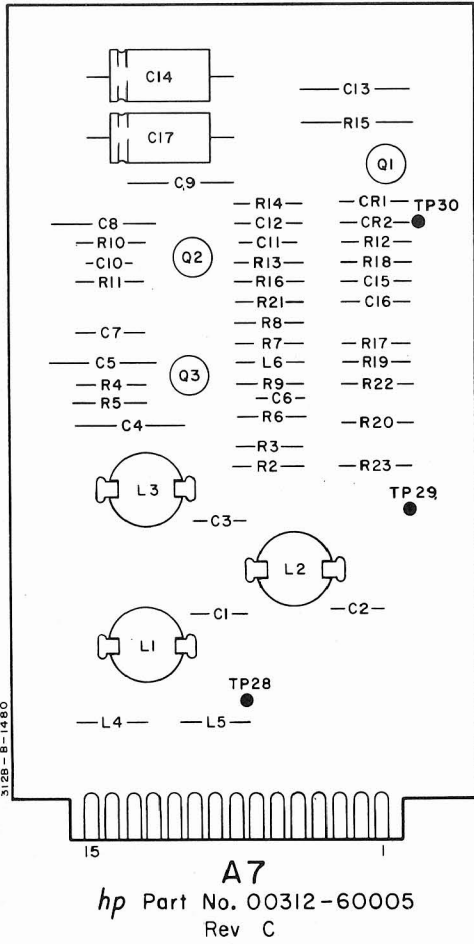 C14
C13
C17
R15
Q1
C9
R14
CR1
TP30
C8
C12
CR2
R10
C11
R12
Q2
C10
R13
R18
R11
R16
C15
R21
C16
R8
C7
R7
R17
C5
L6
R19
Q3
R4
R9
R22
R5
C6
R6
C4
R20
R3
R2
R23
L3
TP29
C3
L2
C1
C2
L1
TP28
L4
L5
312B-B-1480
15
1
A7
hp Part No. 00312-60005
Rev C